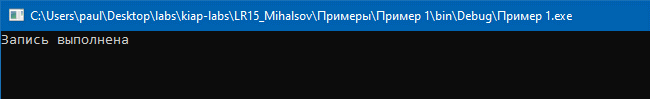 C:\Users\paul\Desktop\labs\kiap-labs\LR15_Mihalsov\Примеры\Пример 1\bin\Debug\Пример 1.exe
Запись выполнена